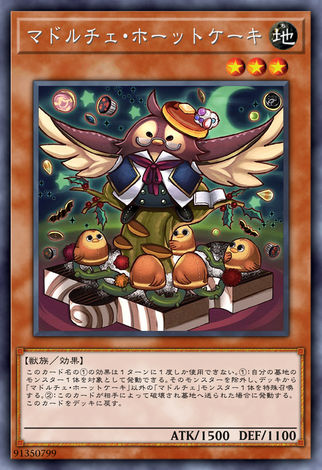 マドルチェ・ホーットケーキ
地
ち
【獣族／効果】
このカード名の①の効果は１ターンに１度しか使用できない。①：自分の墓地の
モンスター１体を対象として発動できる。そのモンスターを除外し、デッキから
「マドルチェ・ホーットケーキ」以外の「マドルチェ」モンスター１体を特殊召喚
する。②：このカードが相手によって破壊され墓地へ送られた場合に発動する。
このカードをデッキに戻す。
ATK/1500 DEF/1100
91350799